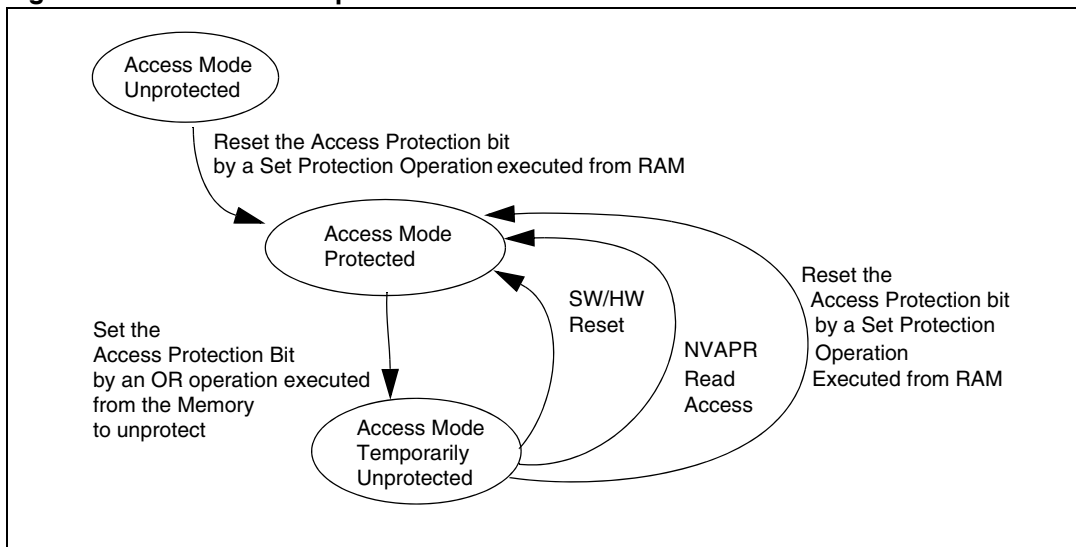 Access Mode
Unprotected
Reset the Access Protection bit
by a Set Protection Operation executed from RAM
Access Mode
Protected
Set the
Access Protection Bit
by an OR operation executed
from the Memory
to unprotect
SW/HW
Reset
NVAPR
Read
Access
Reset the
Access Protection bit
by a Set Protection
Operation
Executed from RAM
Access Mode
Temporarily
Unprotected